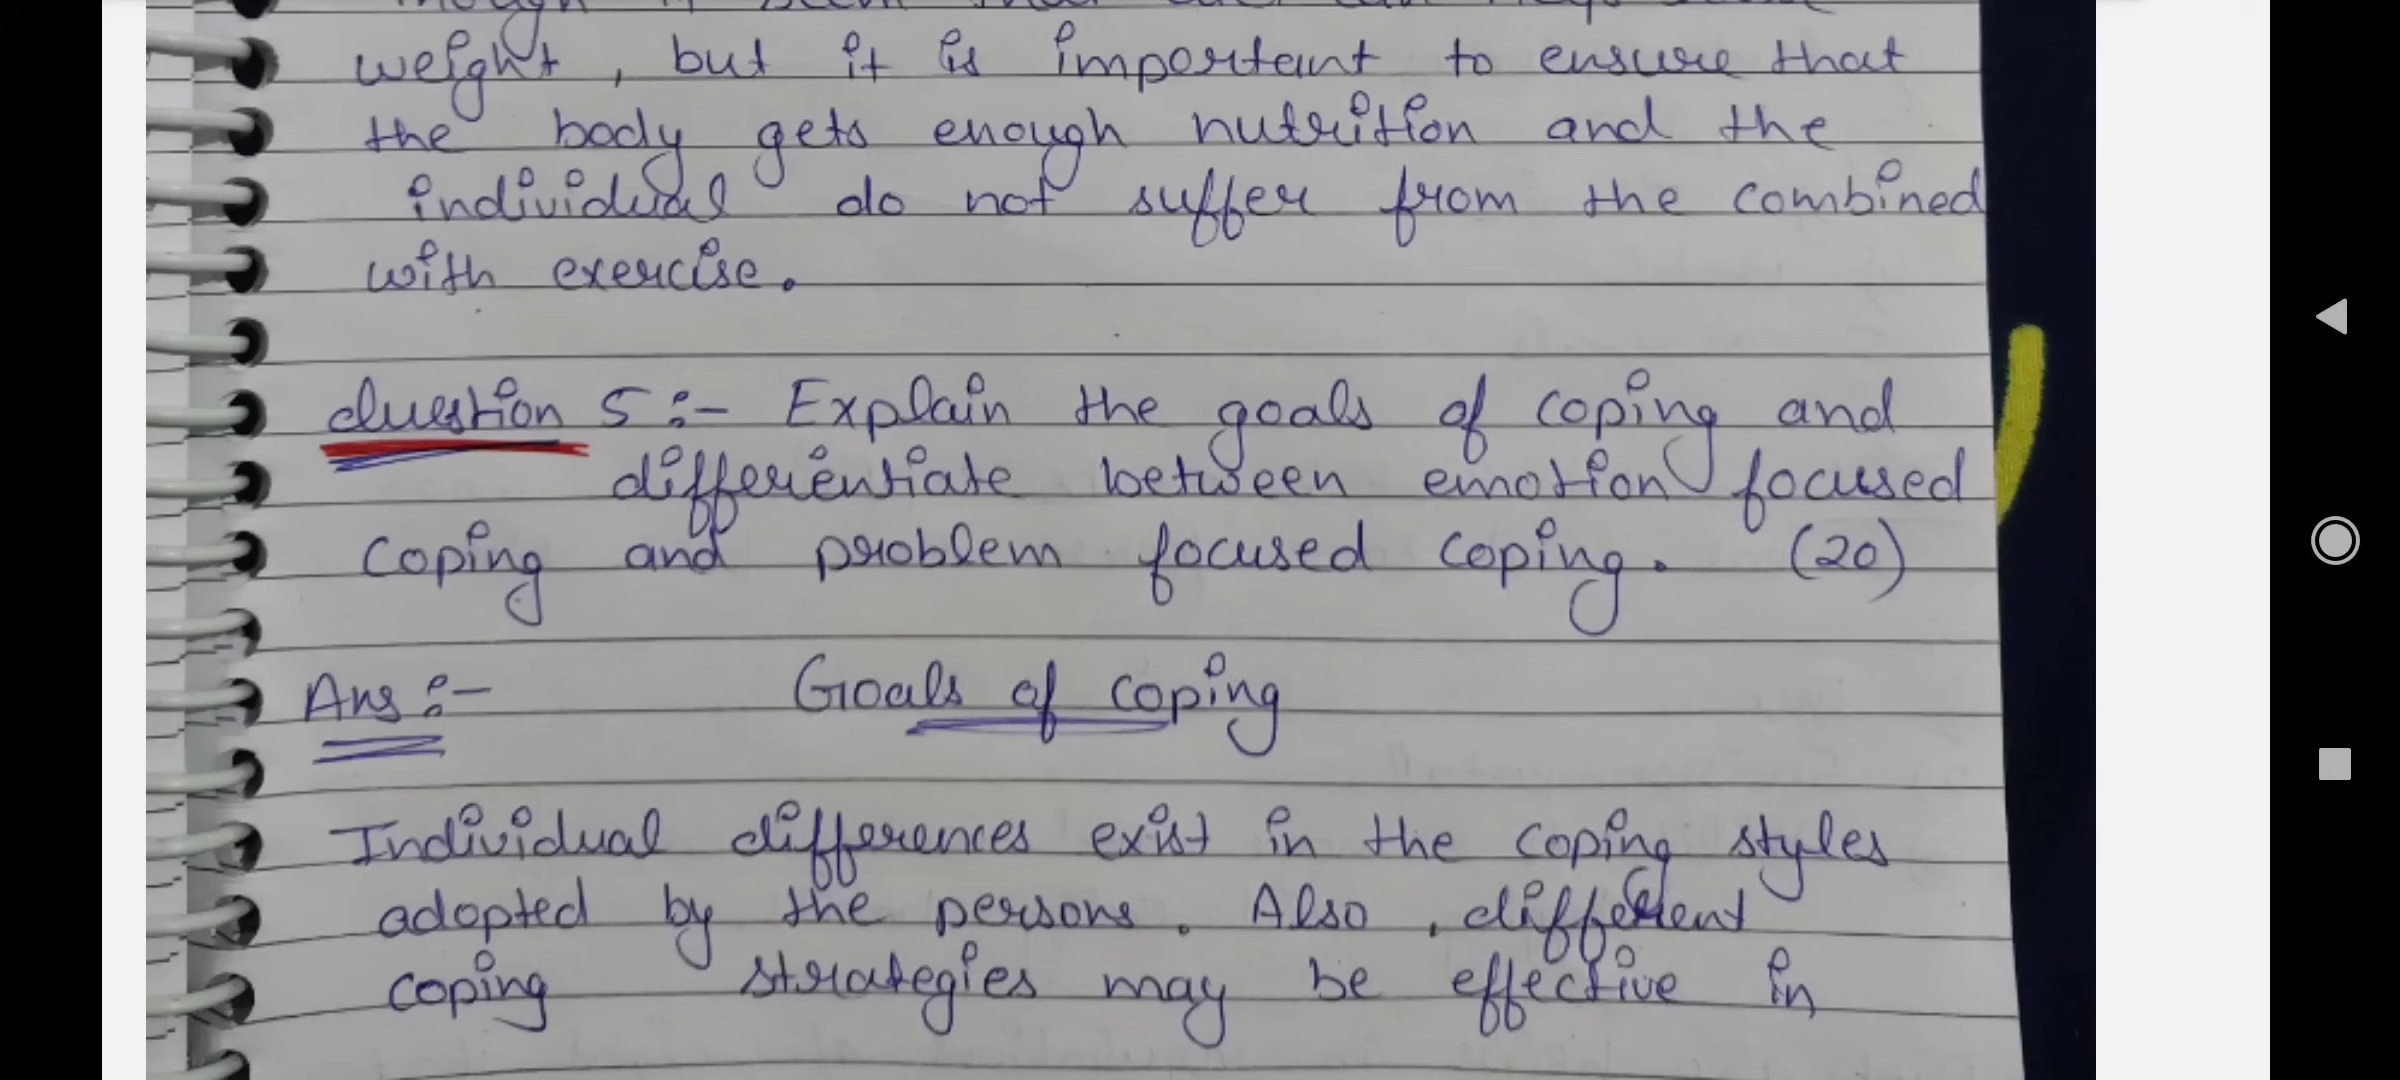 weight, but it is important to ensure that
the body gets enough nutrition and the
individual do not suffer from the combined
with exercise.
Question 5:- Explain the goals of coping and
differentiate between emotion focused
coping and problem focused coping. (20)
Ans:- Goals of coping
Individual differences exist in the coping styles
adopted by the persons. Also, different
coping strategies may be effective in